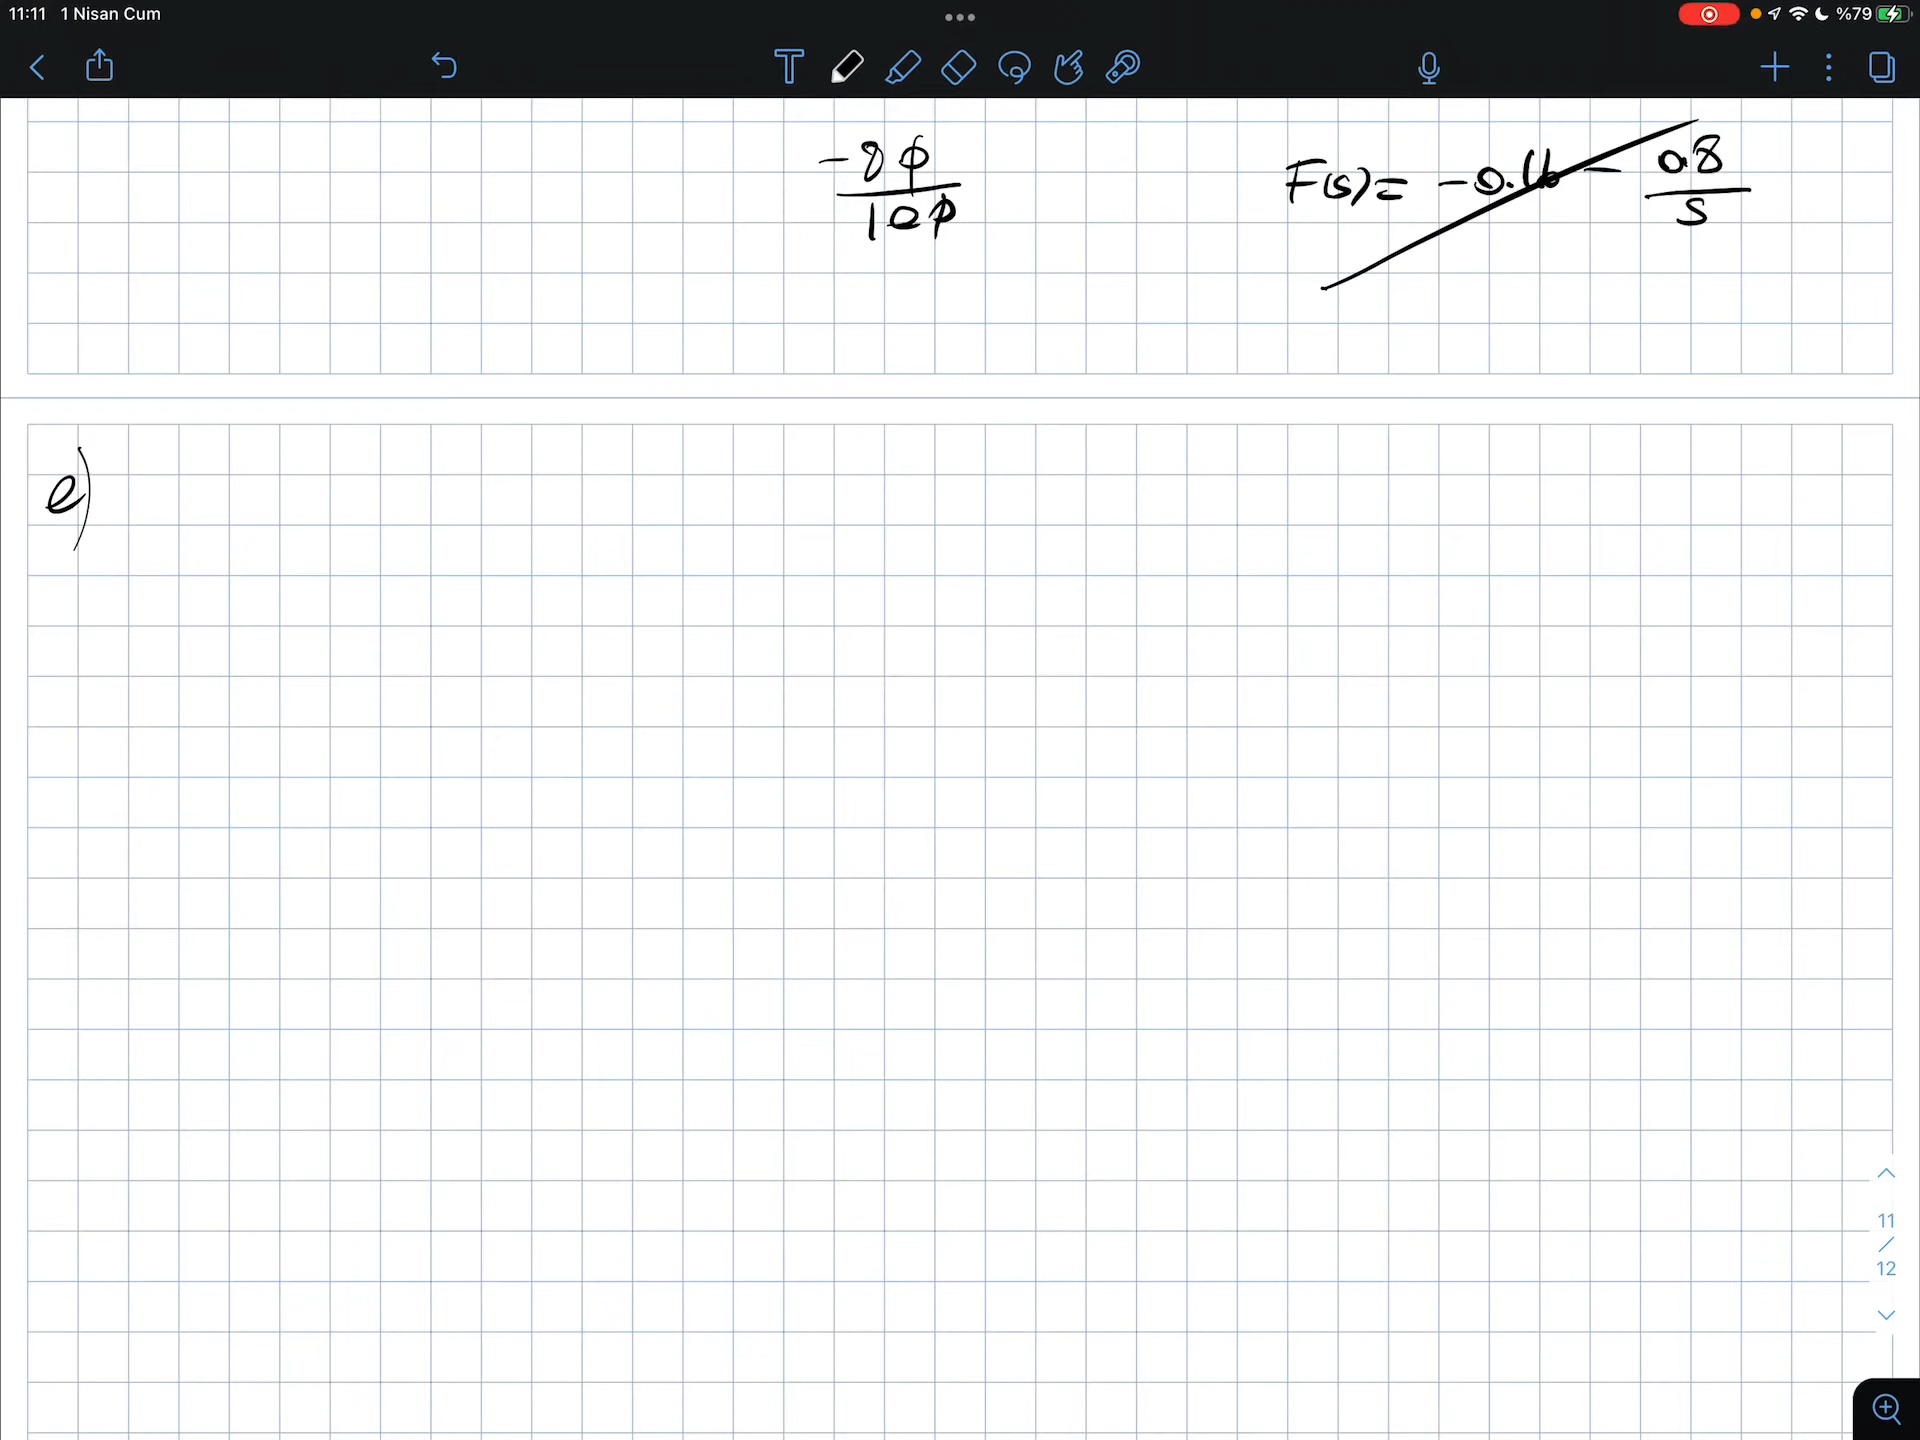 11:11 1 Nisan Cum
%79
T
-80
100
F(s) = -0.16 - 0.8
s
e)
11
/
12